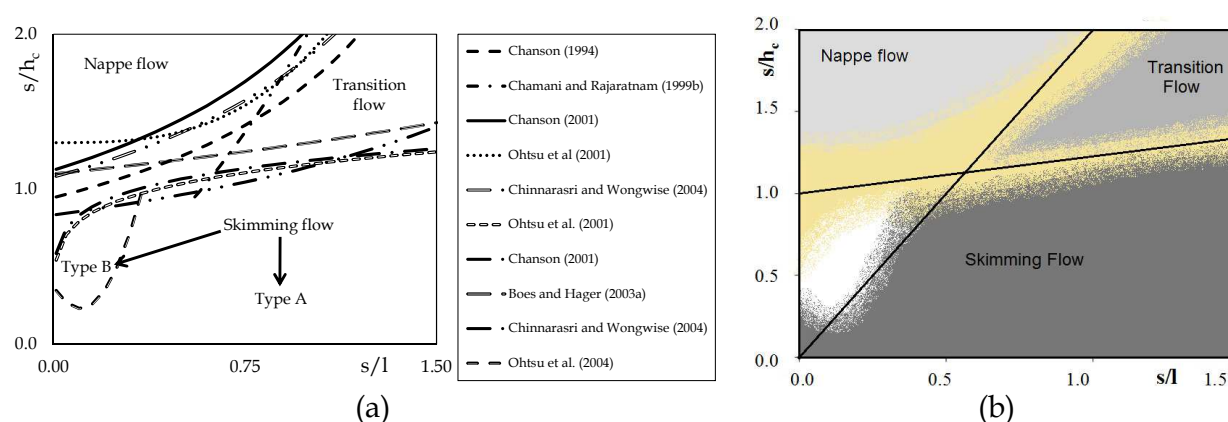 2.0
s/hc
1.0
0.0
Nappe flow
Transition
flow
Skimming flow
Type B
Type A
0.00
0.75
s/l
1.50
Chanson (1994)
Chamani and Rajaratnam (1999b)
Chanson (2001)
Ohtsu et al (2001)
Chinnarasri and Wongwise (2004)
Ohtsu et al. (2001)
Chanson (2001)
Boes and Hager (2003a)
Chinnarasri and Wongwise (2004)
Ohtsu et al. (2004)
(a)
2.0
s/hc
1.5
1.0
0.5
0.0
Nappe flow
Transition
Flow
Skimming Flow
0.0
0.5
1.0
s/l
1.5
(b)